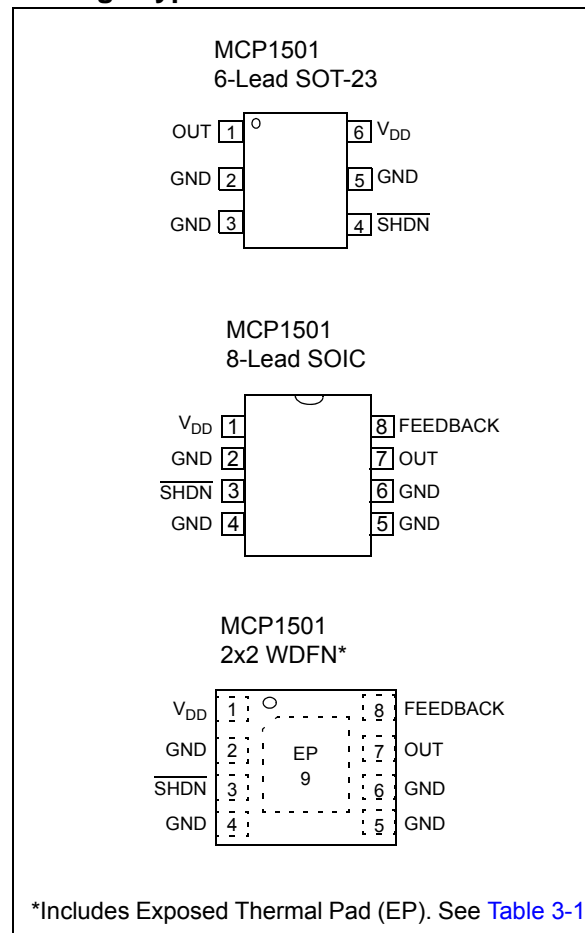 MCP1501
6-Lead SOT-23
OUT 1 6 VDD
GND 2 5 GND
GND 3 4 SHDN
MCP1501
8-Lead SOIC
VDD 1 8 FEEDBACK
GND 2 7 OUT
SHDN 3 6 GND
GND 4 5 GND
MCP1501
2x2 WDFN*
VDD 1 8 FEEDBACK
GND 2 EP 7 OUT
SHDN 3 9 6 GND
GND 4 5 GND
*Includes Exposed Thermal Pad (EP). See Table 3-1